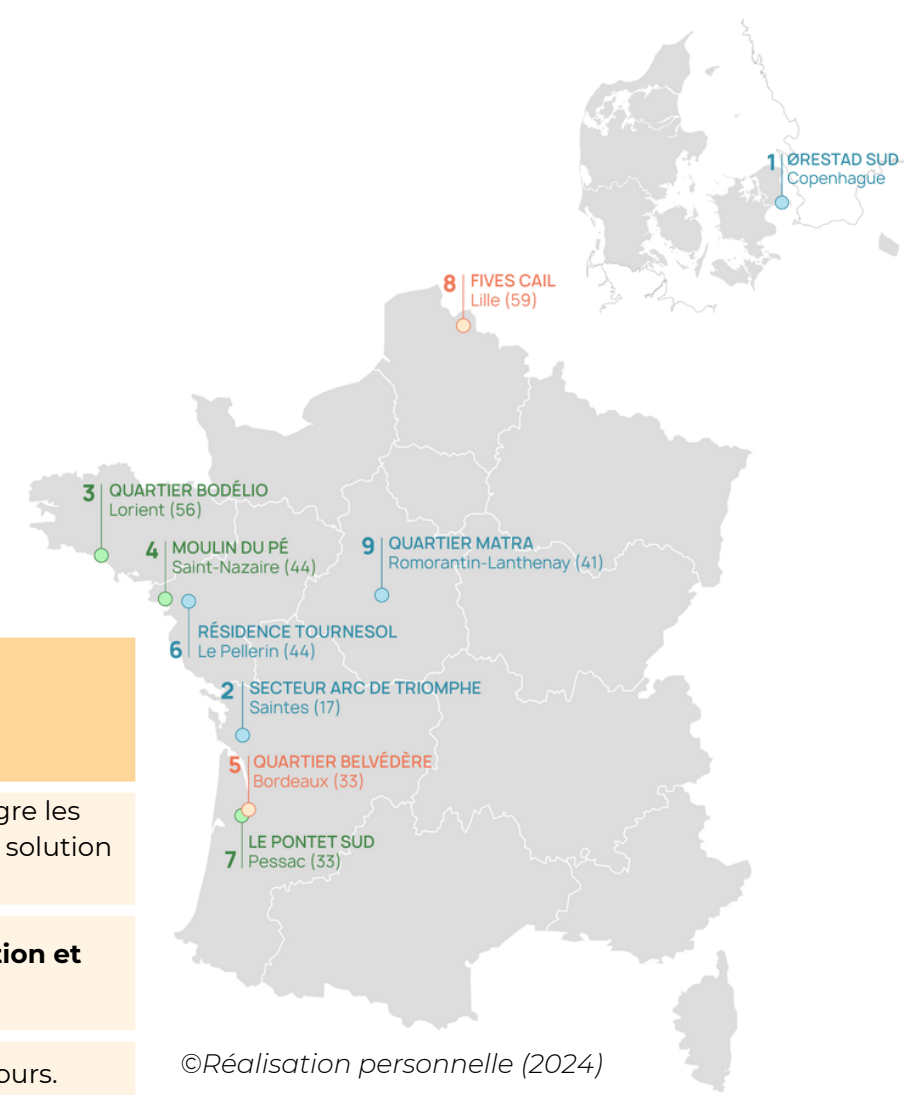 1 ØRESTAD SUD
Copenhague
8 FIVES CAIL
Lille (59)
3 QUARTIER BODÉLIO
Lorient (56)
4 MOULIN DU PÉ
Saint-Nazaire (44)
9 QUARTIER MATRA
Romorantin-Lanthenay (41)
RÉSIDENCE TOURNESOL
6 Le Pellerin (44)
2 SECTEUR ARC DE TRIOMPHE
Saintes (17)
5 QUARTIER BELVÉDÈRE
Bordeaux (33)
LE PONTET SUD
7 Pessac (33)
gre les
solution
tion et
ours.
©Réalisation personnelle (2024)